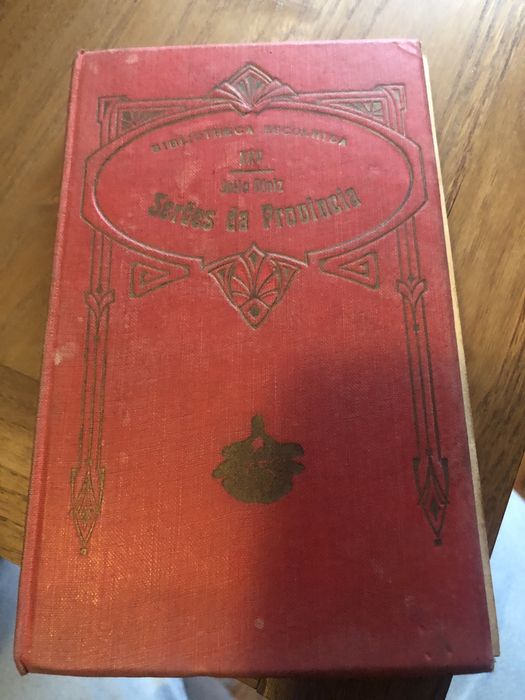 BIBLIOTHECA ESCOLHIDA
XIV
Julio Diniz
Serões da Provincia